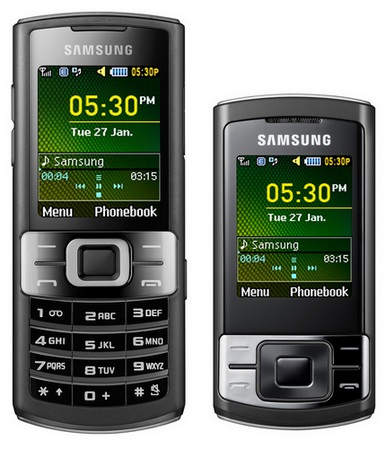 SAMSUNG
05:30P
05:30PM
Tue 27 Jan.
♪ Samsung
00:04 03:15
Menu Phonebook
1
2ABC
3DEF
4GHI
5JKL
6MNO
7PQRS
8TUV
9WXYZ
* 
0 +
#
SAMSUNG
05:30P
05:30PM
Tue 27 Jan.
♪ Samsung
00:04 03:15
Menu Phonebook